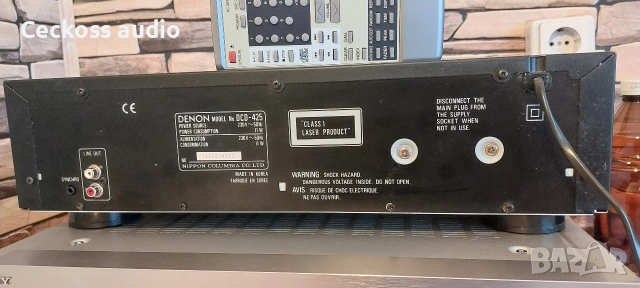 Ceckoss audio
CE
DENON MODEL No. DCD-425
POWER SOURCE: 230V ~ 50Hz
POWER CONSUMPTION 11W
ALIMENTATION 230V ~ 50Hz
CONSOMMATION 11W
NO.
NIPPON COLUMBIA CO., LTD.
MADE IN KOREA
FABRIQUE EN COREE
"CLASS 1
LASER PRODUCT"
DISCONNECT THE
MAIN PLUG FROM
THE SUPPLY
SOCKET WHEN
NOT IN USE.
LINE OUT
SYNCHRO
WARNING SHOCK HAZARD
DANGEROUS VOLTAGE INSIDE. DO NOT OPEN.
AVIS RISQUE DE CHOC ELECTRIQUE
NE PAS OUVRIR.
Y
BAZAR